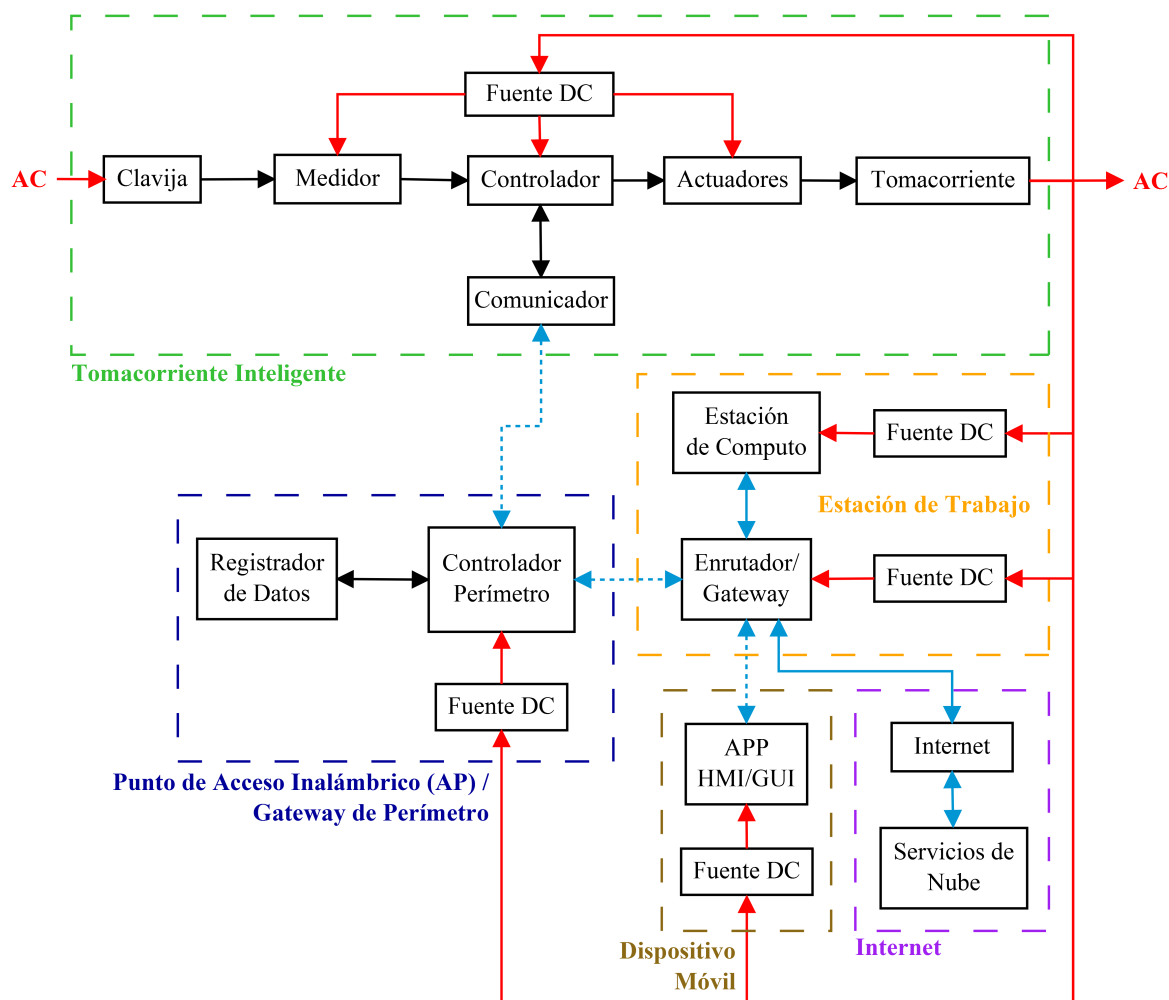 Fuente DC
AC
Clavija
Medidor
Controlador
Actuadores
Tomacorriente
AC
Comunicador
Tomacorriente Inteligente
Estación
de Computo
Fuente DC
Estación de Trabajo
Registrador
de Datos
Controlador
Perímetro
Enrutador/
Gateway
Fuente DC
Fuente DC
Punto de Acceso Inalámbrico (AP) /
Gateway de Perímetro
APP
HMI/GUI
Fuente DC
Dispositivo
Móvil
Internet
Servicios de
Nube
Internet